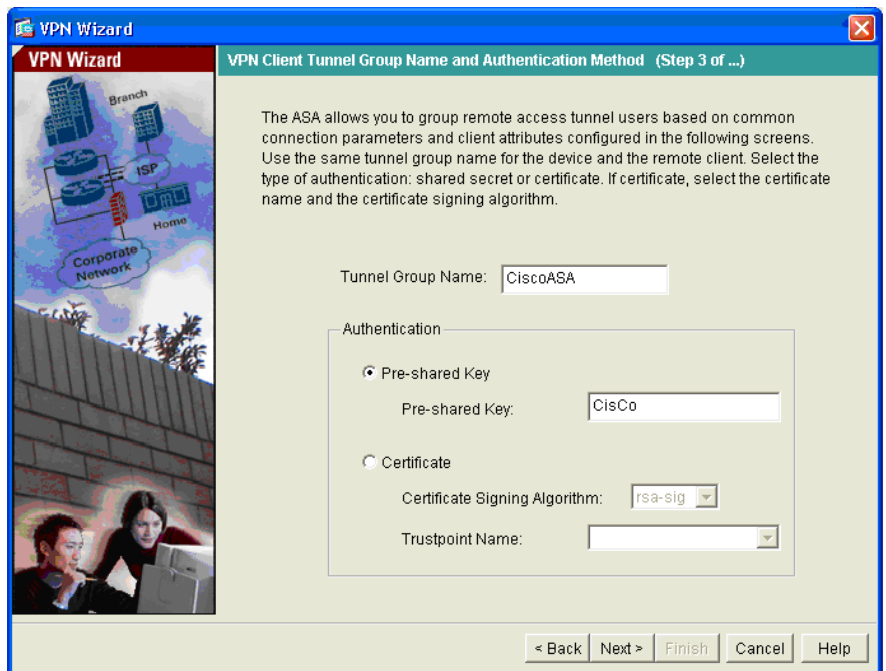 VPN Wizard
VPN Wizard
Branch
ISP
Home
Corporate
Network
VPN Client Tunnel Group Name and Authentication Method (Step 3 of ...)
The ASA allows you to group remote access tunnel users based on common
connection parameters and client attributes configured in the following screens.
Use the same tunnel group name for the device and the remote client. Select the
type of authentication: shared secret or certificate. If certificate, select the certificate
name and the certificate signing algorithm.
Tunnel Group Name: CiscoASA
Authentication
Pre-shared Key
Pre-shared Key: CisCo
Certificate
Certificate Signing Algorithm: rsa-sig
Trustpoint Name:
< Back Next > Finish Cancel Help